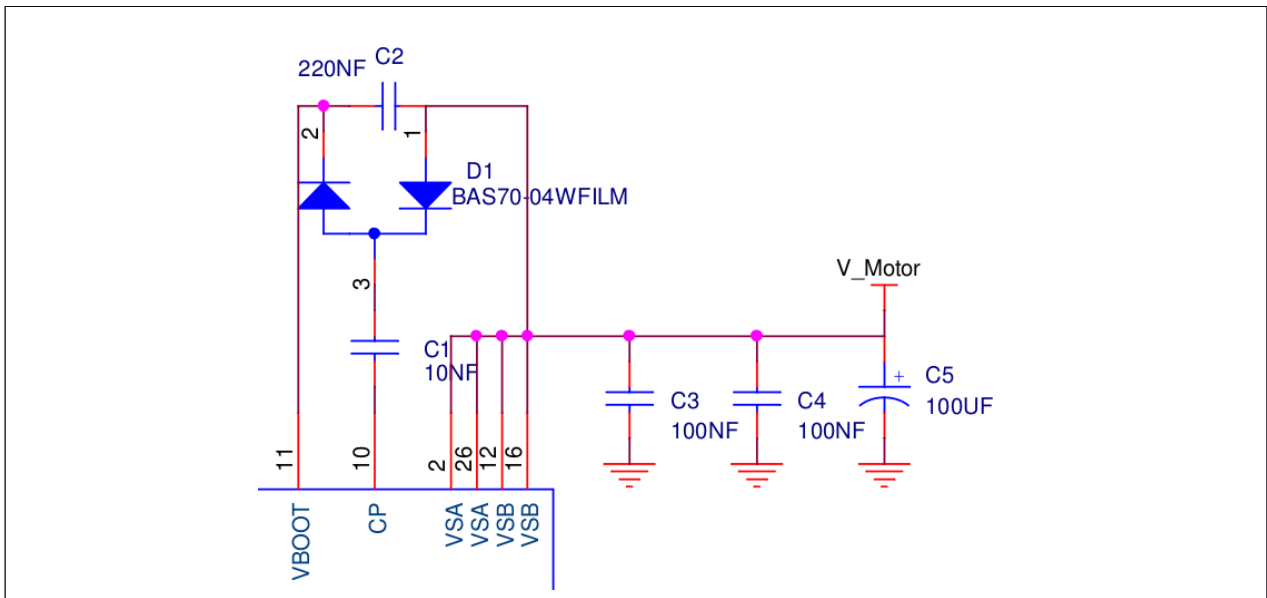 C2
220NF
2
1
D1
BAS70-04WFILM
V_Motor
3
C1
10NF
+
C5
100UF
C3
100NF
C4
100NF
11
10
2
26
12
16
VBOOT
CP
VSA
VSA
VSB
VSB